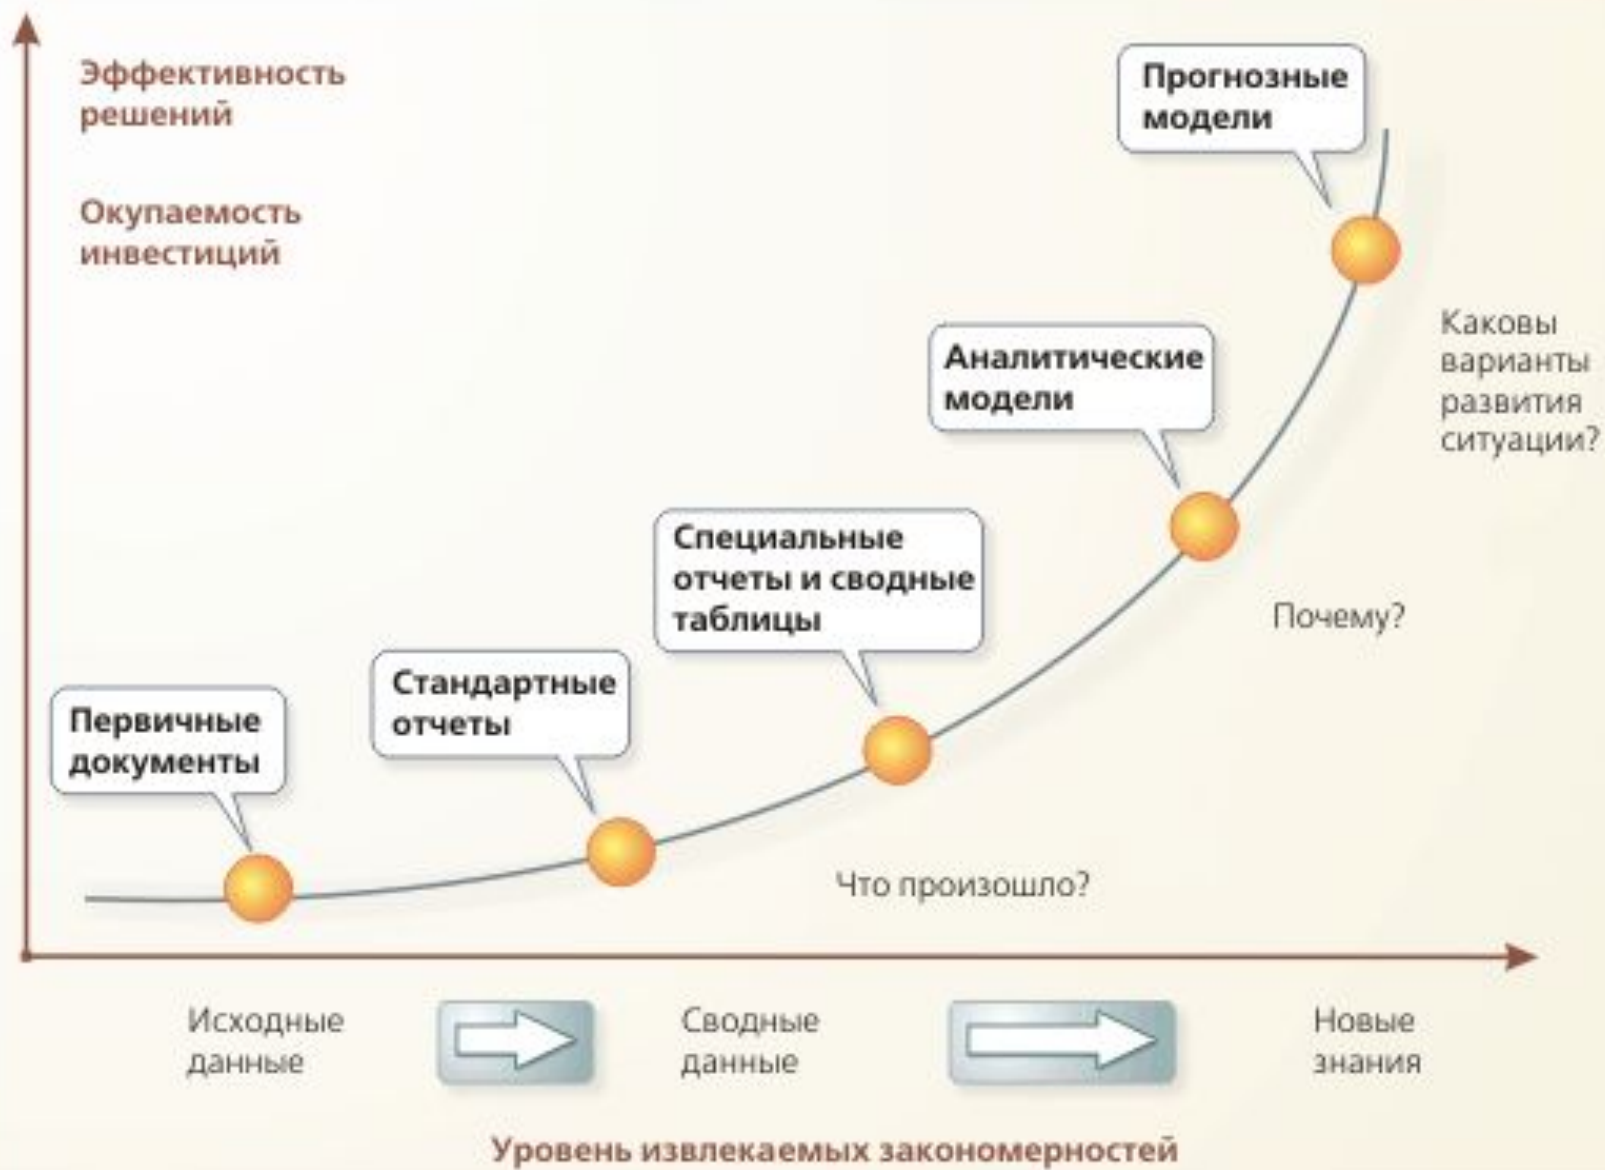 Эффективность
решений
Окупаемость
инвестиций
Прогнозные
модели
Каковы
варианты
развития
ситуации?
Аналитические
модели
Почему?
Специальные
отчеты и сводные
таблицы
Стандартные
отчеты
Первичные
документы
Что произошло?
Исходные
данные
Сводные
данные
Новые
знания
Уровень извлекаемых закономерностей